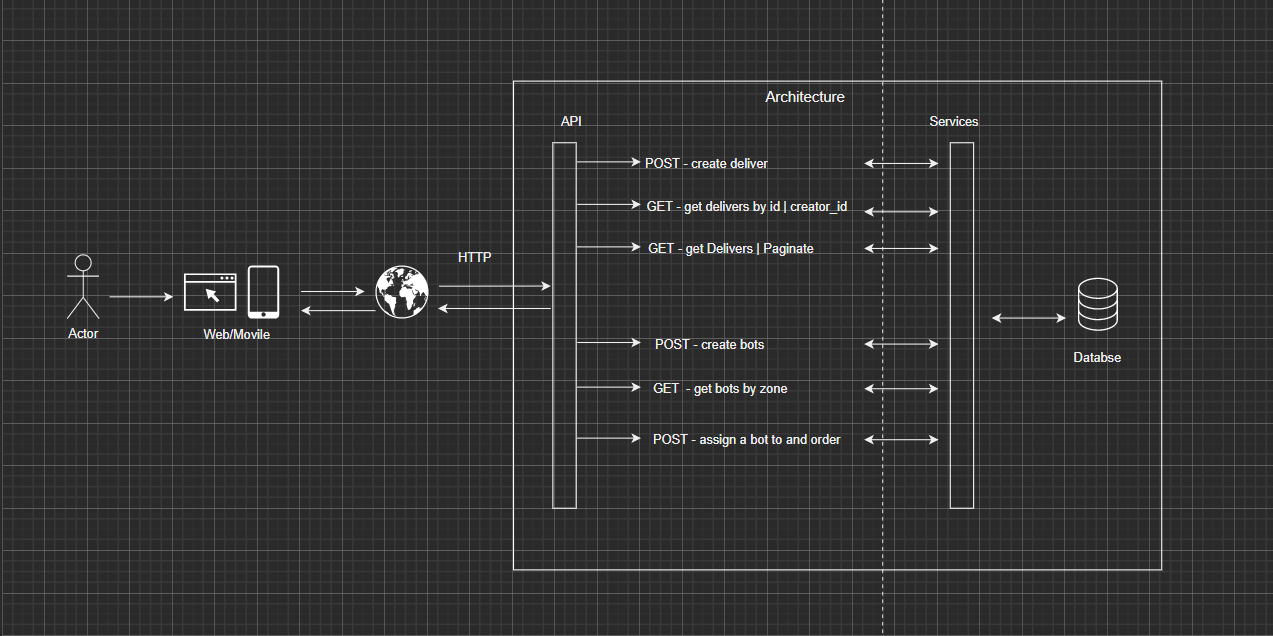 Architecture
API
Services
POST - create deliver
GET - get delivers by id | creator_id
GET - get Delivers | Paginate
HTTP
Actor
Web/Movile
POST - create bots
Databse
GET - get bots by zone
POST - assign a bot to and order